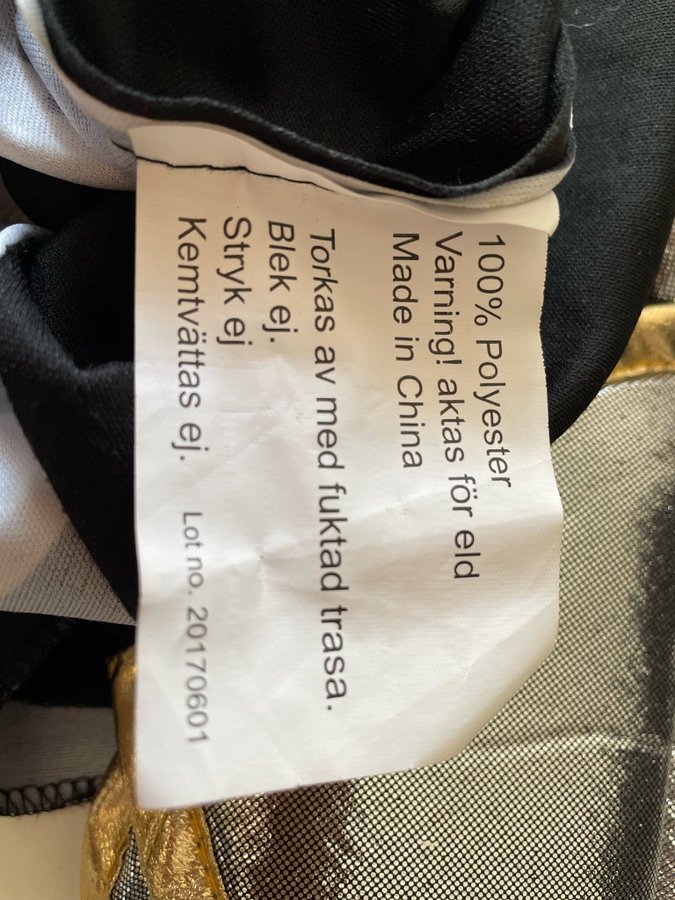 100% Polyester
Varning! aktas för eld
Made in China
Torkas av med fuktad trasa.
Blek ej.
Stryk ej
Kemtvättas ej. Lot no. 20170601